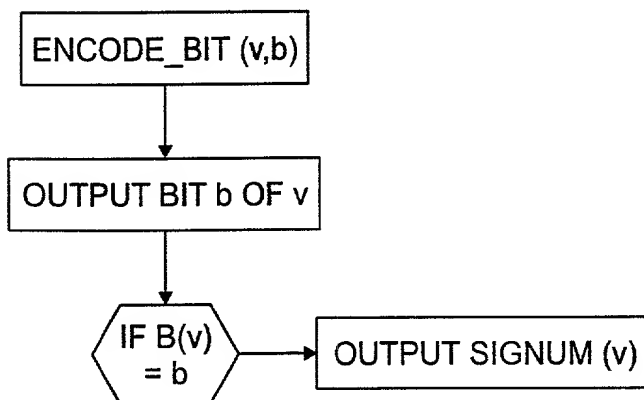 ENCODE_BIT (v,b)
OUTPUT BIT b OF v
IF B(v)
= b
OUTPUT SIGNUM (v)